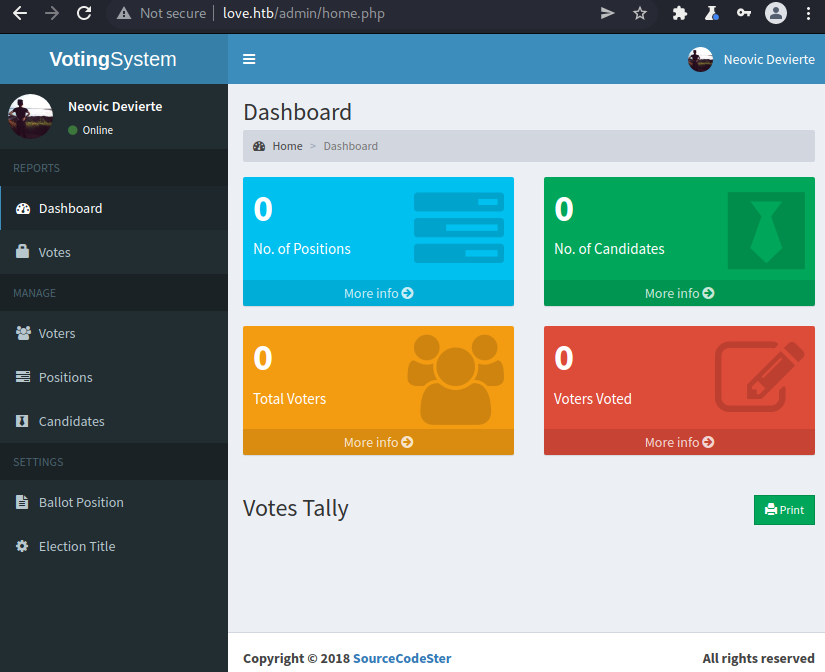 Not secure | love.htb/admin/home.php
VotingSystem
Neovic Devierte
Neovic Devierte
Online
REPORTS
Dashboard
Votes
MANAGE
Voters
Positions
Candidates
SETTINGS
Ballot Position
Election Title
Dashboard
Home > Dashboard
0
No. of Positions
More info
0
No. of Candidates
More info
0
Total Voters
More info
0
Voters Voted
More info
Votes Tally
Print
Copyright © 2018 SourceCodeSter
All rights reserved